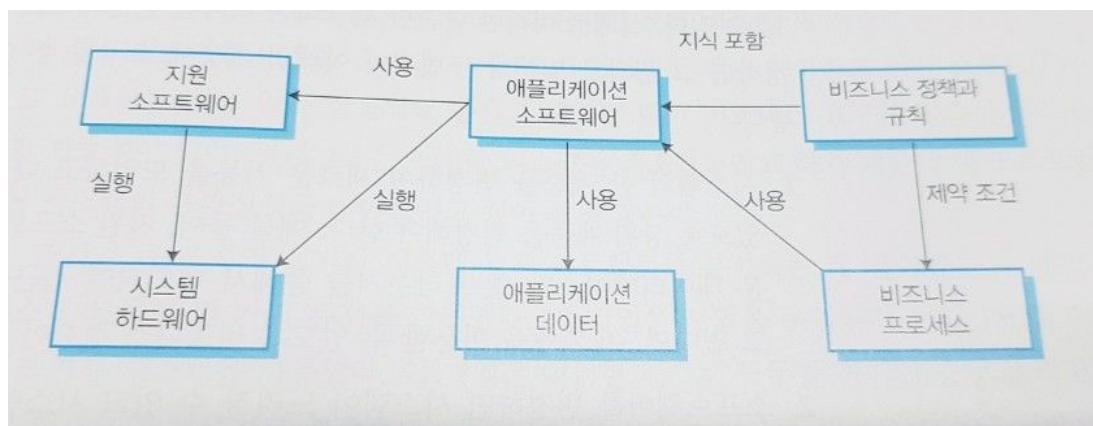 지식 포함
지원
소프트웨어
사용
애플리케이션
소프트웨어
비즈니스 정책과
규칙
실행
실행
사용
사용
제약 조건
시스템
하드웨어
애플리케이션
데이터
비즈니스
프로세스